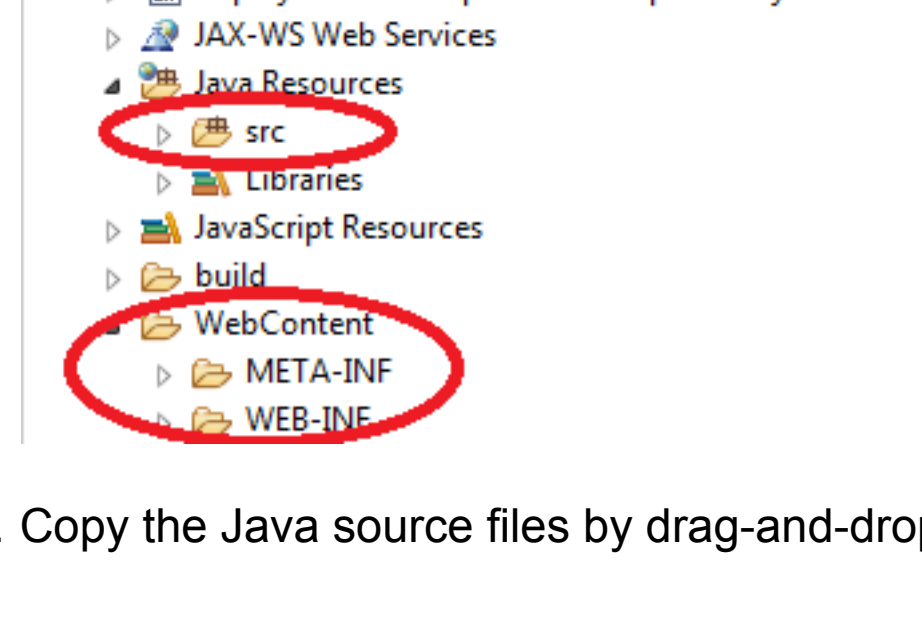 JAX-WS Web Services
Java Resources
src
Libraries
JavaScript Resources
build
WebContent
META-INF
WEB-INF
. Copy the Java source files by drag-and-drop